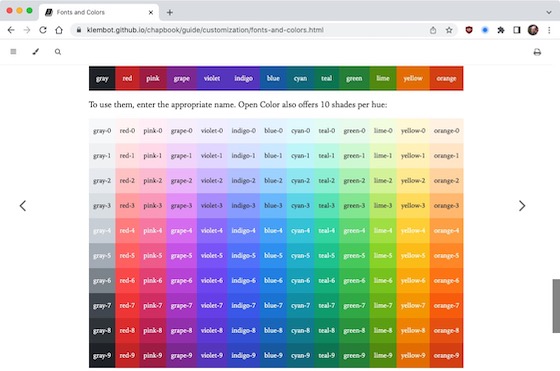 Fonts and Colors
klembot.github.io/chapbook/guide/customization/fonts-and-colors.html
gray red pink grape violet indigo blue cyan teal green lime yellow orange
To use them, enter the appropriate name. Open Color also offers 10 shades per hue:
gray-0 red-0 pink-0 grape-0 violet-0 indigo-0 blue-0 cyan-0 teal-0 green-0 lime-0 yellow-0 orange-0
gray-1 red-1 pink-1 grape-1 violet-1 indigo-1 blue-1 cyan-1 teal-1 green-1 lime-1 yellow-1 orange-1
gray-2 red-2 pink-2 grape-2 violet-2 indigo-2 blue-2 cyan-2 teal-2 green-2 lime-2 yellow-2 orange-2
gray-3 red-3 pink-3 grape-3 violet-3 indigo-3 blue-3 cyan-3 teal-3 green-3 lime-3 yellow-3 orange-3
gray-4 red-4 pink-4 grape-4 violet-4 indigo-4 blue-4 cyan-4 teal-4 green-4 lime-4 yellow-4 orange-4
gray-5 red-5 pink-5 grape-5 violet-5 indigo-5 blue-5 cyan-5 teal-5 green-5 lime-5 yellow-5 orange-5
gray-6 red-6 pink-6 grape-6 violet-6 indigo-6 blue-6 cyan-6 teal-6 green-6 lime-6 yellow-6 orange-6
gray-7 red-7 pink-7 grape-7 violet-7 indigo-7 blue-7 cyan-7 teal-7 green-7 lime-7 yellow-7 orange-7
gray-8 red-8 pink-8 grape-8 violet-8 indigo-8 blue-8 cyan-8 teal-8 green-8 lime-8 yellow-8 orange-8
gray-9 red-9 pink-9 grape-9 violet-9 indigo-9 blue-9 cyan-9 teal-9 green-9 lime-9 yellow-9 orange-9